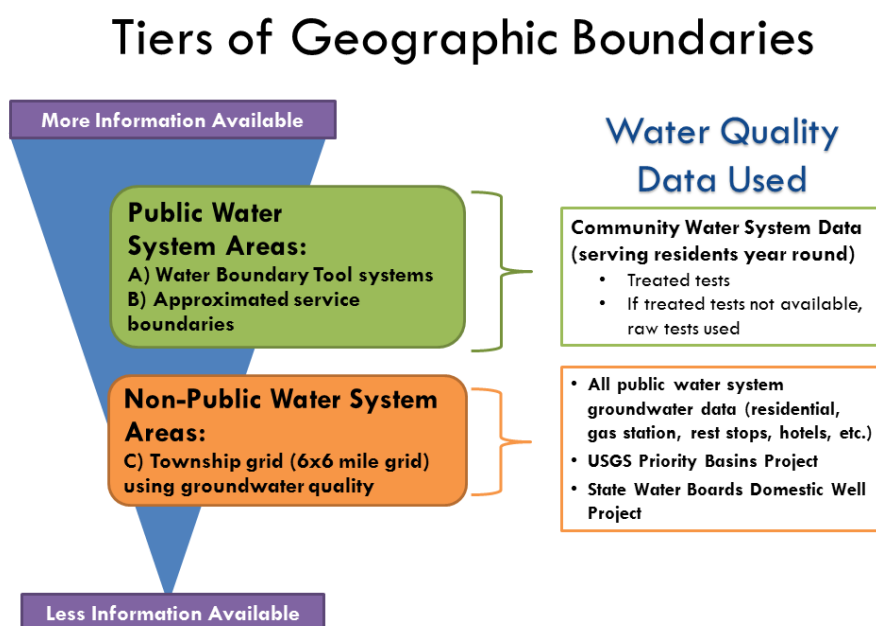 Tiers of Geographic Boundaries
More Information Available
Public Water
System Areas:
A) Water Boundary Tool systems
B) Approximated service
boundaries
Non-Public Water System
Areas:
C) Township grid (6x6 mile grid)
using groundwater quality
Less Information Available
Water Quality
Data Used
Community Water System Data
(serving residents year round)
• Treated tests
• If treated tests not available,
raw tests used
• All public water system
groundwater data (residential,
gas station, rest stops, hotels, etc.)
• USGS Priority Basins Project
• State Water Boards Domestic Well
Project